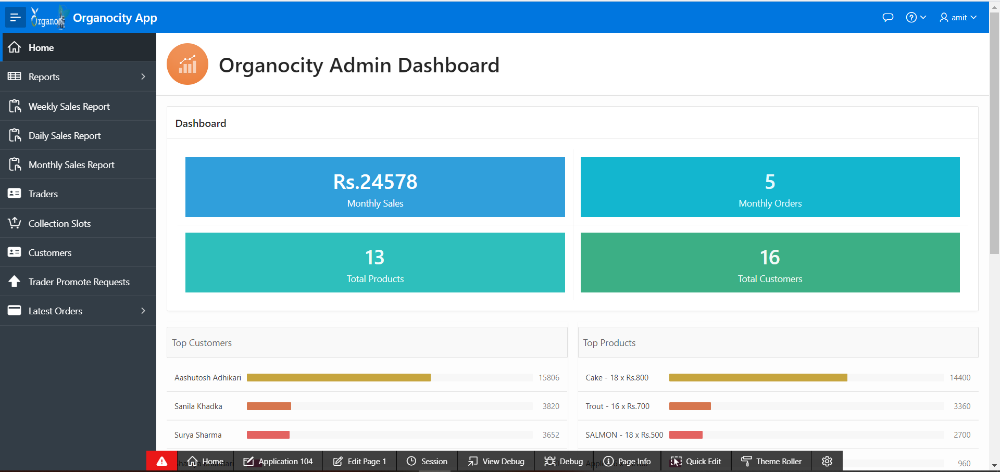 Organo
Organocity App
amit
Home
Reports
Weekly Sales Report
Daily Sales Report
Monthly Sales Report
Traders
Collection Slots
Customers
Trader Promote Requests
Latest Orders
Organocity Admin Dashboard
Dashboard
Rs.24578
Monthly Sales
5
Monthly Orders
13
Total Products
16
Total Customers
Top Customers
Aashutosh Adhikari 15806
Sanila Khadka 3820
Surya Sharma 3652
Top Products
Cake - 18 x Rs.800 14400
Trout - 16 x Rs.700 3360
SALMON - 18 x Rs.500 2700
960
Home Application 104 Edit Page 1 Session View Debug Debug Page Info Quick Edit Theme Roller